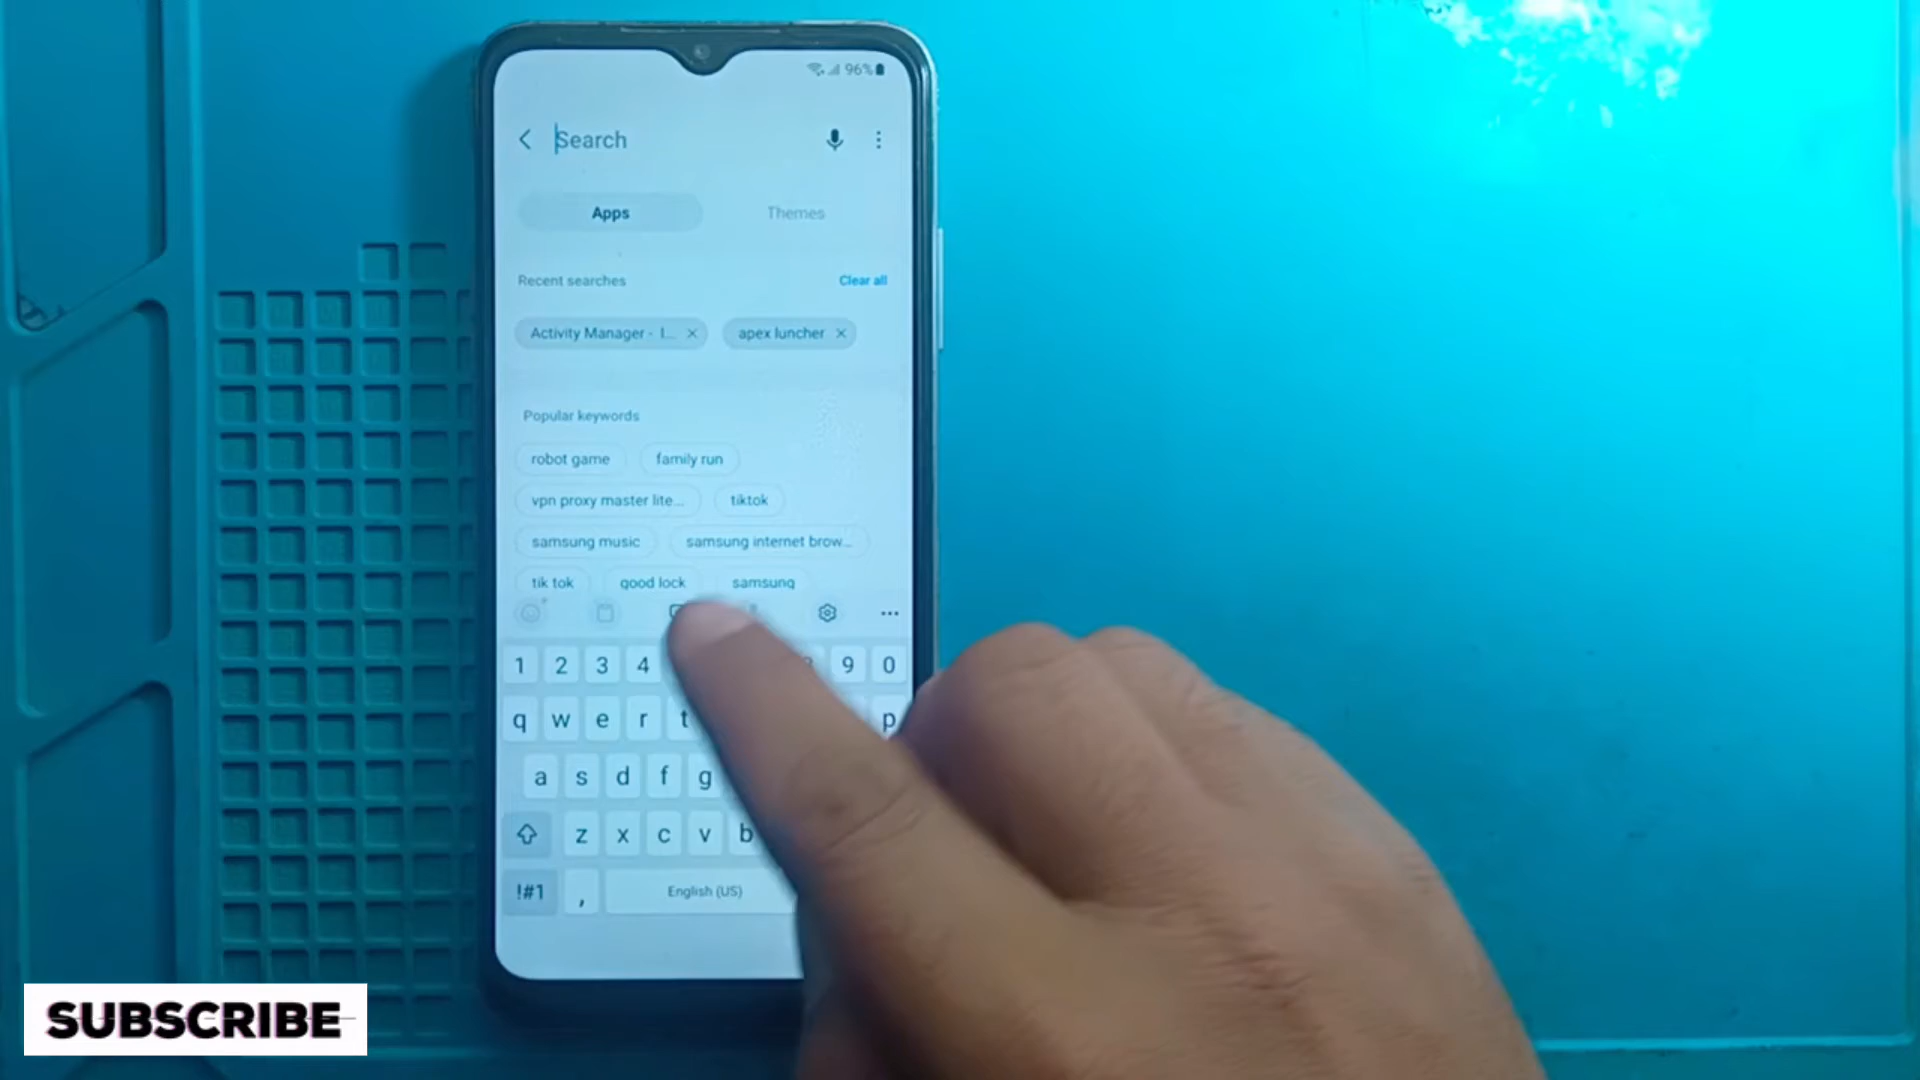 96%
Search
Apps
Themes
Recent searches
Clear all
Activity Manager - I...
apex luncher
Popular keywords
robot game
family run
vpn proxy master lite...
tiktok
samsung music
samsung internet brow...
tik tok
good lock
samsung
1 2 3 4 9 0
q w e r t p
a s d f g
z x c v b
!#1 , English (US)
SUBSCRIBE